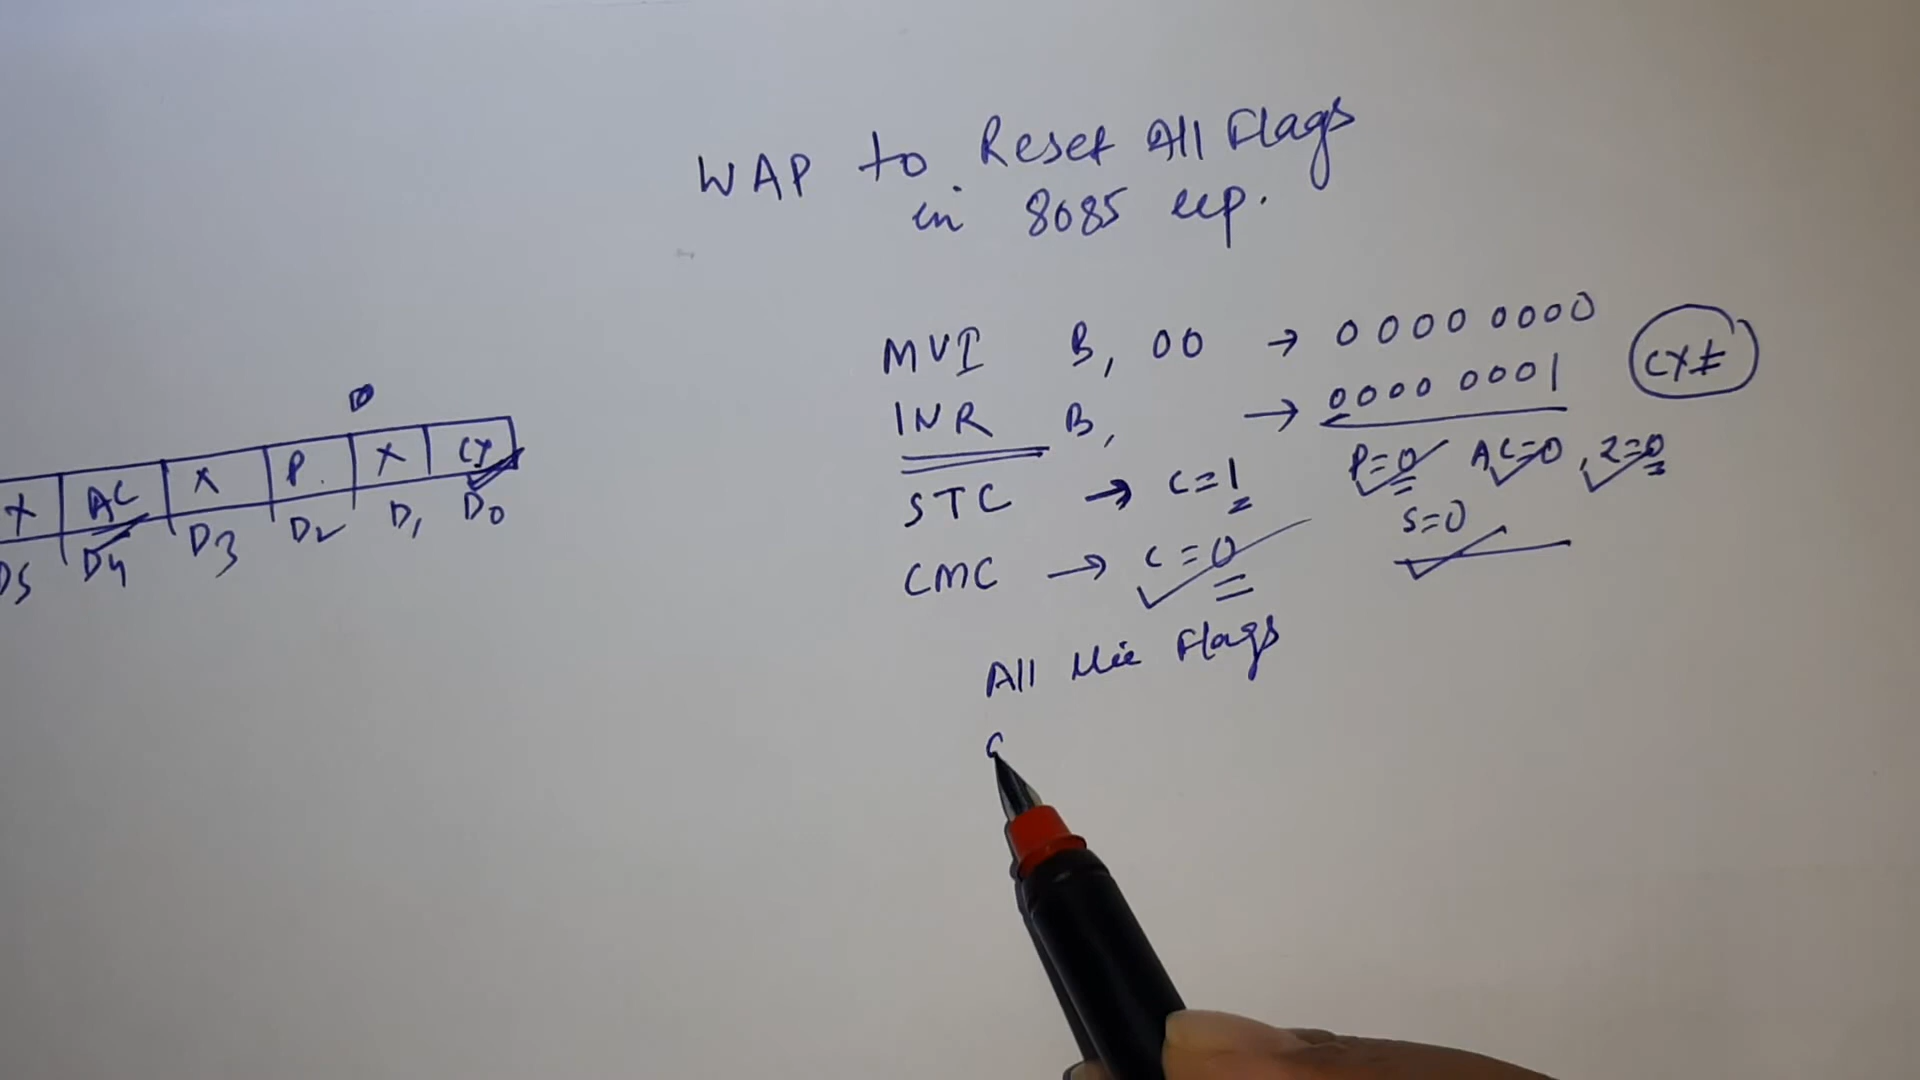 WAP to Reset All Flags
in 8085 up.
MVI B, 00 → 0000 0000
INR B, → 0000 0001
CY±
P=0 AC=0, Z=0
S=0
STC → C=1
CMC → C=0
All the Flags
X AC X P. X CY
D5 D4 D3 D2 D1 D0